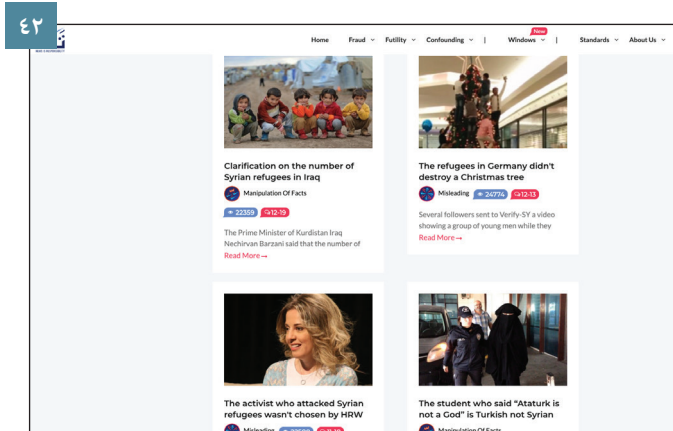 ٤٢
New
Home Fraud Futility Confounding | Windows | Standards About Us
Clarification on the number of
Syrian refugees in Iraq
Manipulation Of Facts
22359 12-19
The Prime Minister of Kurdistan Iraq
Nechirvan Barzani said that the number of
Read More→
The refugees in Germany didn't
destroy a Christmas tree
Misleading 24774 12-13
Several followers sent to Verify-SY a video
showing a group of young men while they
Read More→
The activist who attacked Syrian
refugees wasn't chosen by HRW
Misleading
The student who said “Ataturk is
not a God” is Turkish not Syrian
Manipulation Of Facts